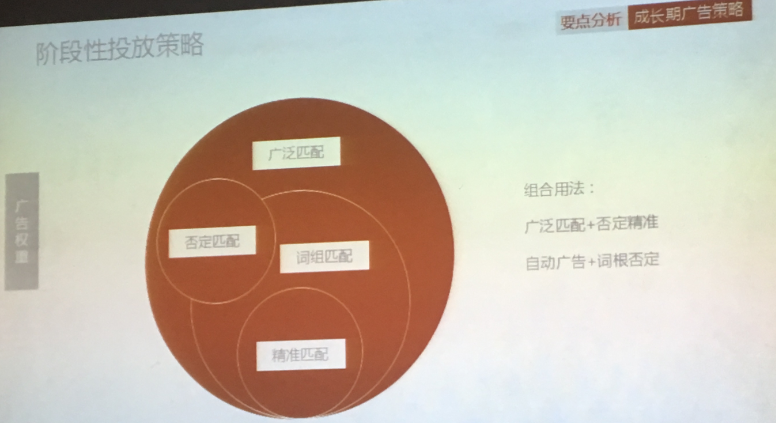 阶段性投放策略
要点分析 成长期广告策略
广告权重
广泛匹配
否定匹配
词组匹配
精准匹配
组合用法：
广泛匹配+否定精准
自动广告+词根否定